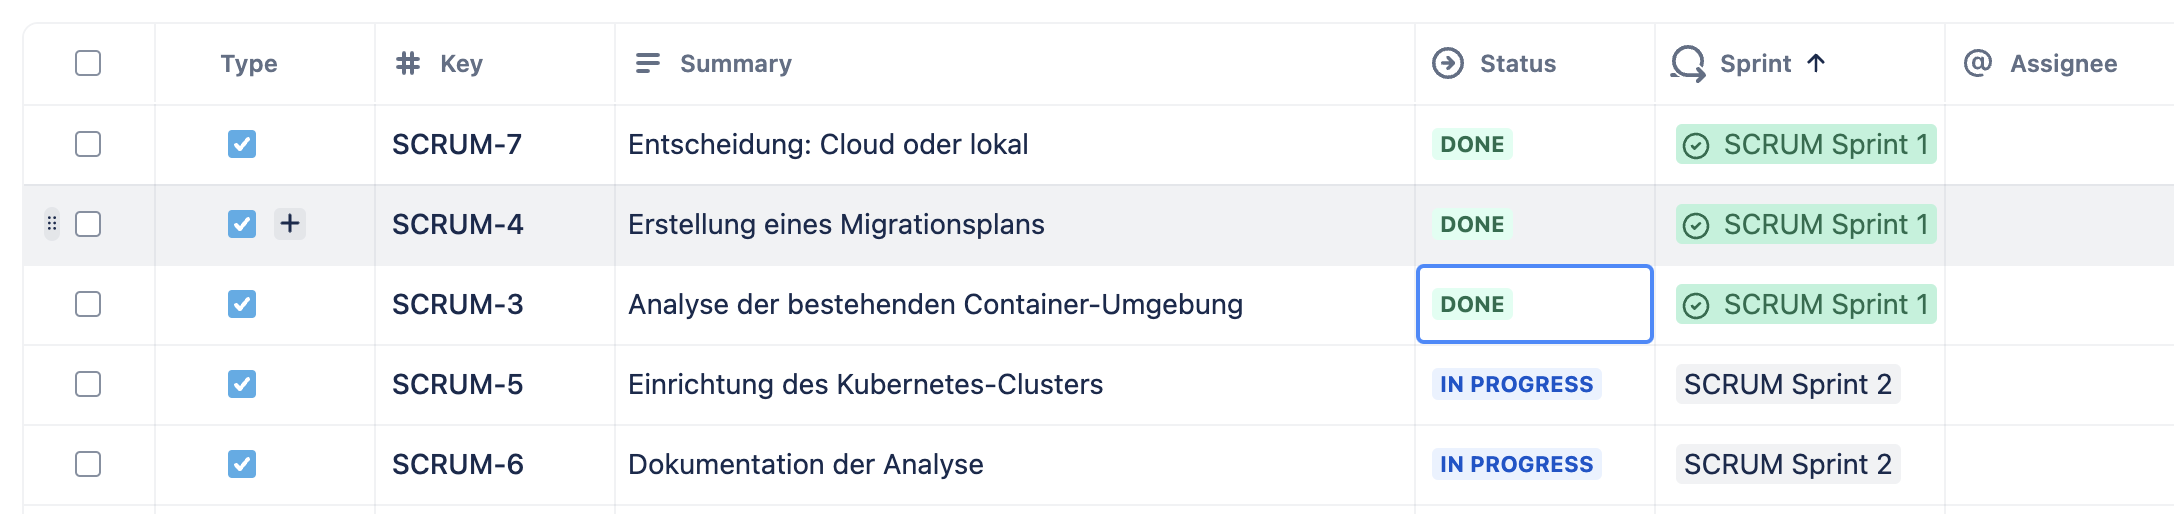 Type Key Summary Status Sprint Assignee
SCRUM-7 Entscheidung: Cloud oder lokal DONE SCRUM Sprint 1
SCRUM-4 Erstellung eines Migrationsplans DONE SCRUM Sprint 1
SCRUM-3 Analyse der bestehenden Container-Umgebung DONE SCRUM Sprint 1
SCRUM-5 Einrichtung des Kubernetes-Clusters IN PROGRESS SCRUM Sprint 2
SCRUM-6 Dokumentation der Analyse IN PROGRESS SCRUM Sprint 2